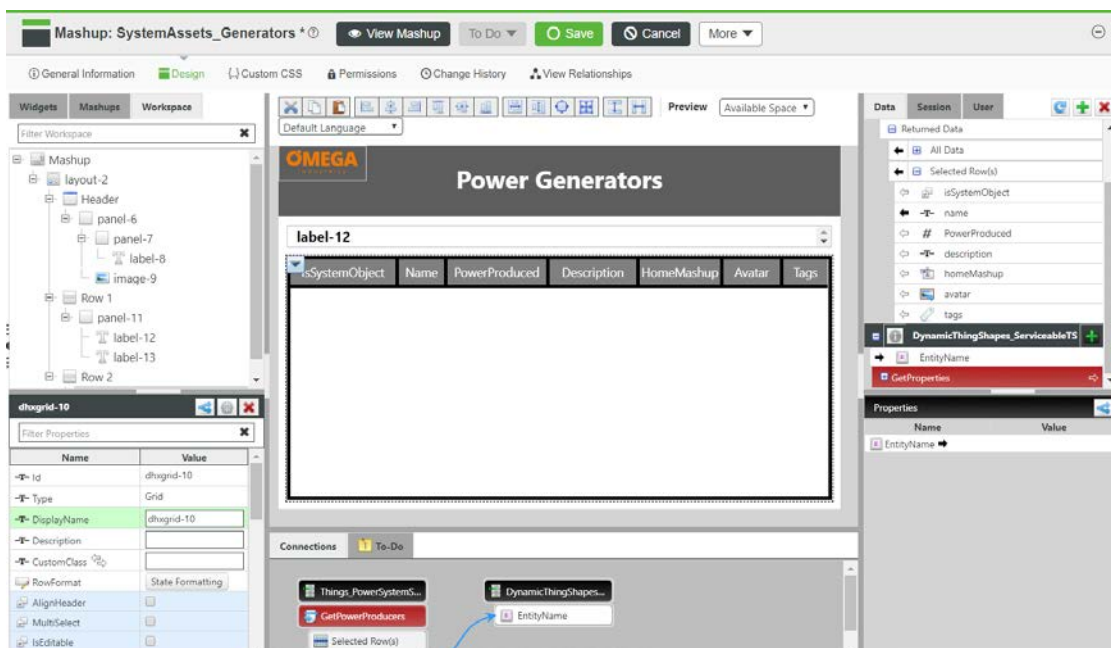 Mashup: SystemAssets_Generators *
View Mashup
To Do
Save
Cancel
More
General Information
Design
Custom CSS
Permissions
Change History
View Relationships
Widgets
Mashups
Workspace
Filter Workspace
Mashup
layout-2
Header
panel-6
panel-7
label-8
image-9
Row 1
panel-11
label-12
label-13
Row 2
dhxgrid-10
Filter Properties
Name Value
Id dhxgrid-10
Type Grid
DisplayName dhxgrid-10
Description
CustomClass
RowFormat State Formatting
AlignHeader
MultiSelect
IsEditable
Preview Available Space
Default Language
OMEGA
Power Generators
label-12
isSystemObject Name PowerProduced Description HomeMashup Avatar Tags
Connections To-Do
Things_PowerSystemS...
GetPowerProducers
Selected Row(s)
DynamicThingShapes...
EntityName
Data Session User
Returned Data
All Data
Selected Row(s)
isSystemObject
name
# PowerProduced
description
homeMashup
avatar
tags
DynamicThingShapes_ServiceableTS
EntityName
GetProperties
Properties
Name Value
EntityName